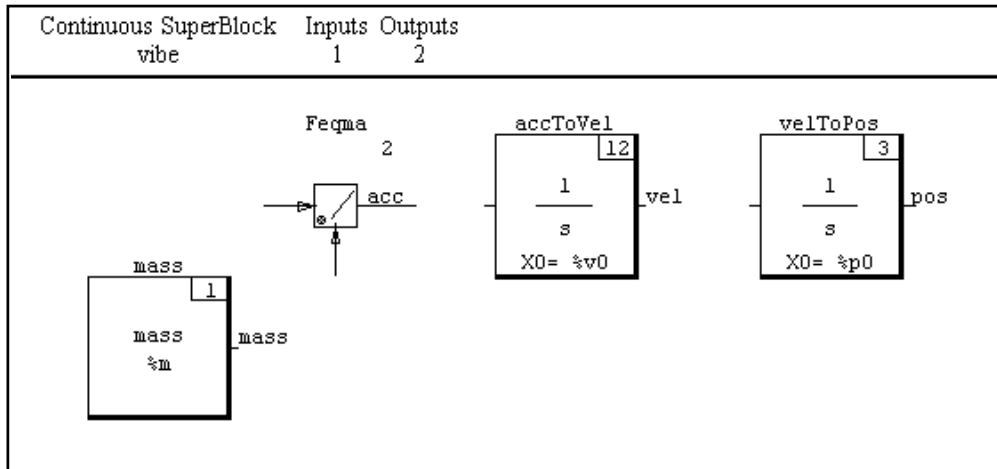 Continuous SuperBlock Inputs Outputs
vibe 1 2
Feqma
2
acc
accToVel
12
1
s
X0= %v0
vel
velToPos
3
1
s
X0= %p0
pos
mass
1
mass
%m
mass